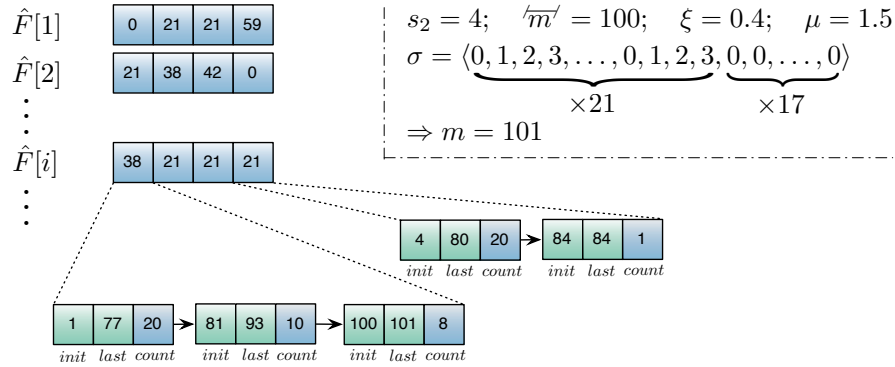 F̂[1] 0 21 21 59
F̂[2] 21 38 42 0
F̂[i] 38 21 21 21
s₂ = 4; ′m̅′ = 100; ξ = 0.4; μ = 1.5
σ = ⟨0, 1, 2, 3, . . . , 0, 1, 2, 3, 0, 0, . . . , 0⟩
×21 ×17
⇒ m = 101
4 80 20 84 84 1
init last count init last count
1 77 20 81 93 10 100 101 8
init last count init last count init last count